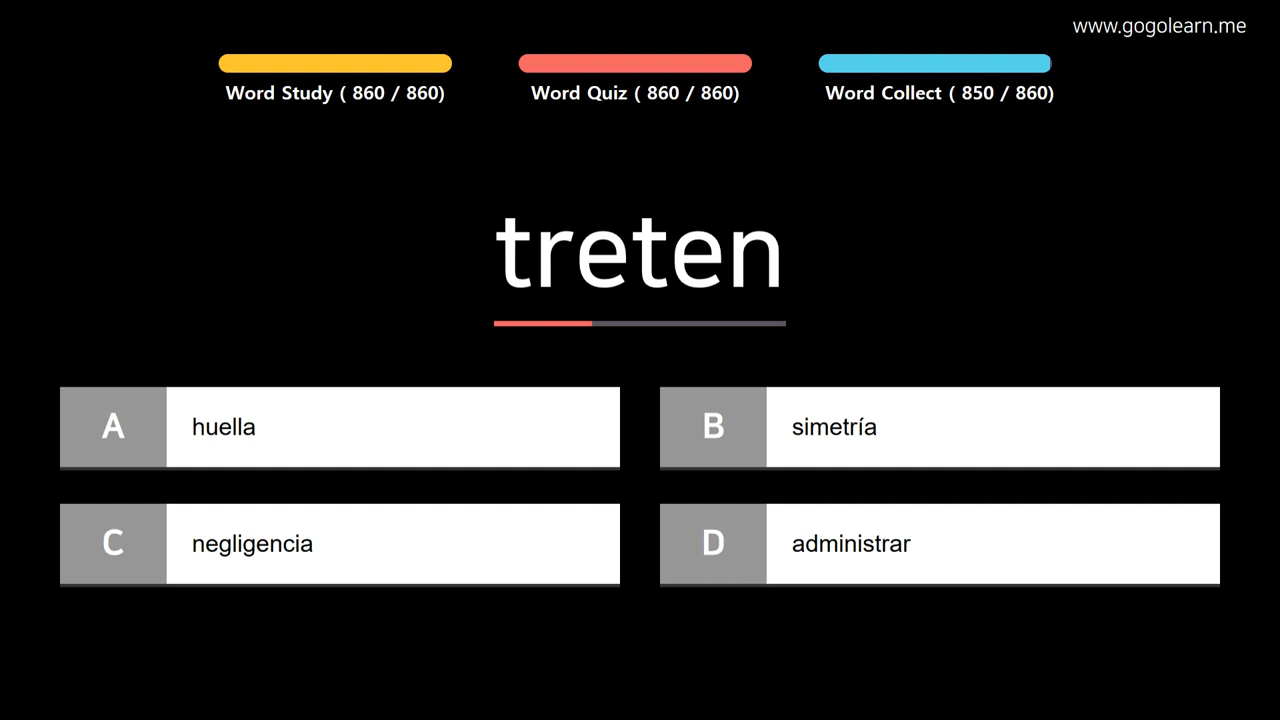 www.gogolearn.me
Word Study ( 860 / 860)
Word Quiz ( 860 / 860)
Word Collect ( 850 / 860)
treten
A huella
B simetría
C negligencia
D administrar